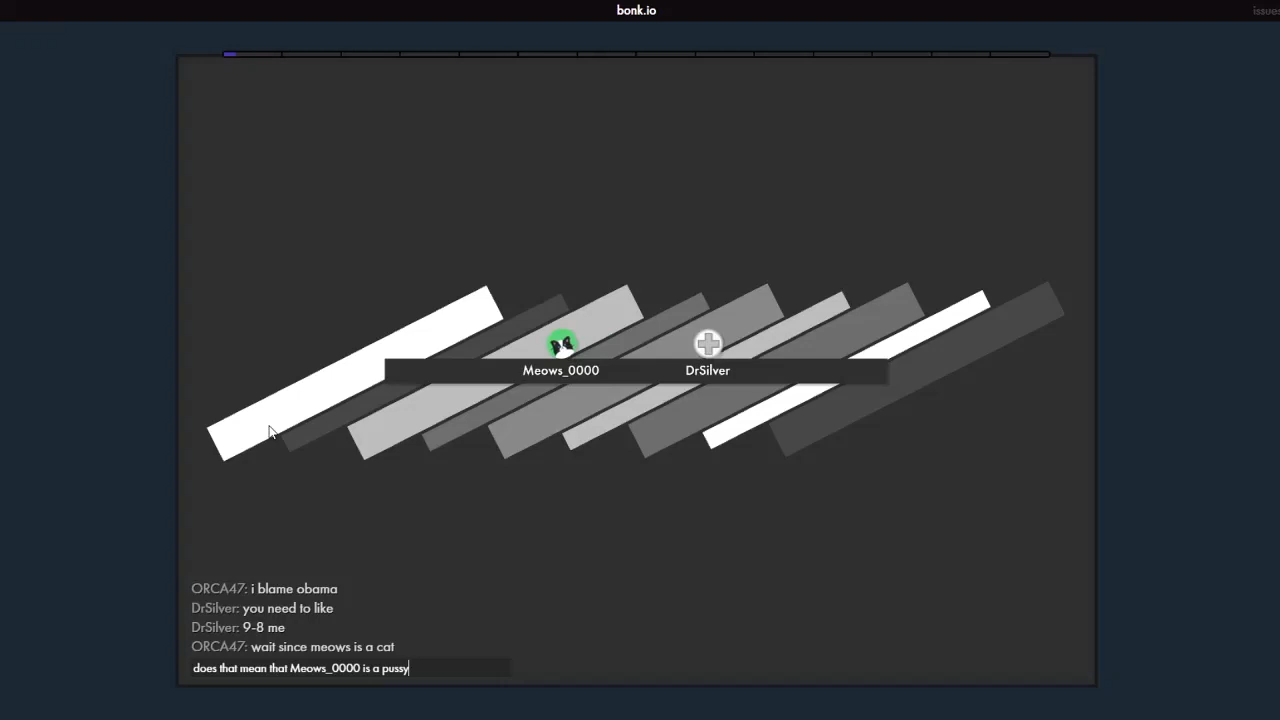 bonk.io
issues
Meows_0000 DrSilver
ORCA47: i blame obama
DrSilver: you need to like
DrSilver: 9-8 me
ORCA47: wait since meows is a cat
does that mean that Meows_0000 is a pussy